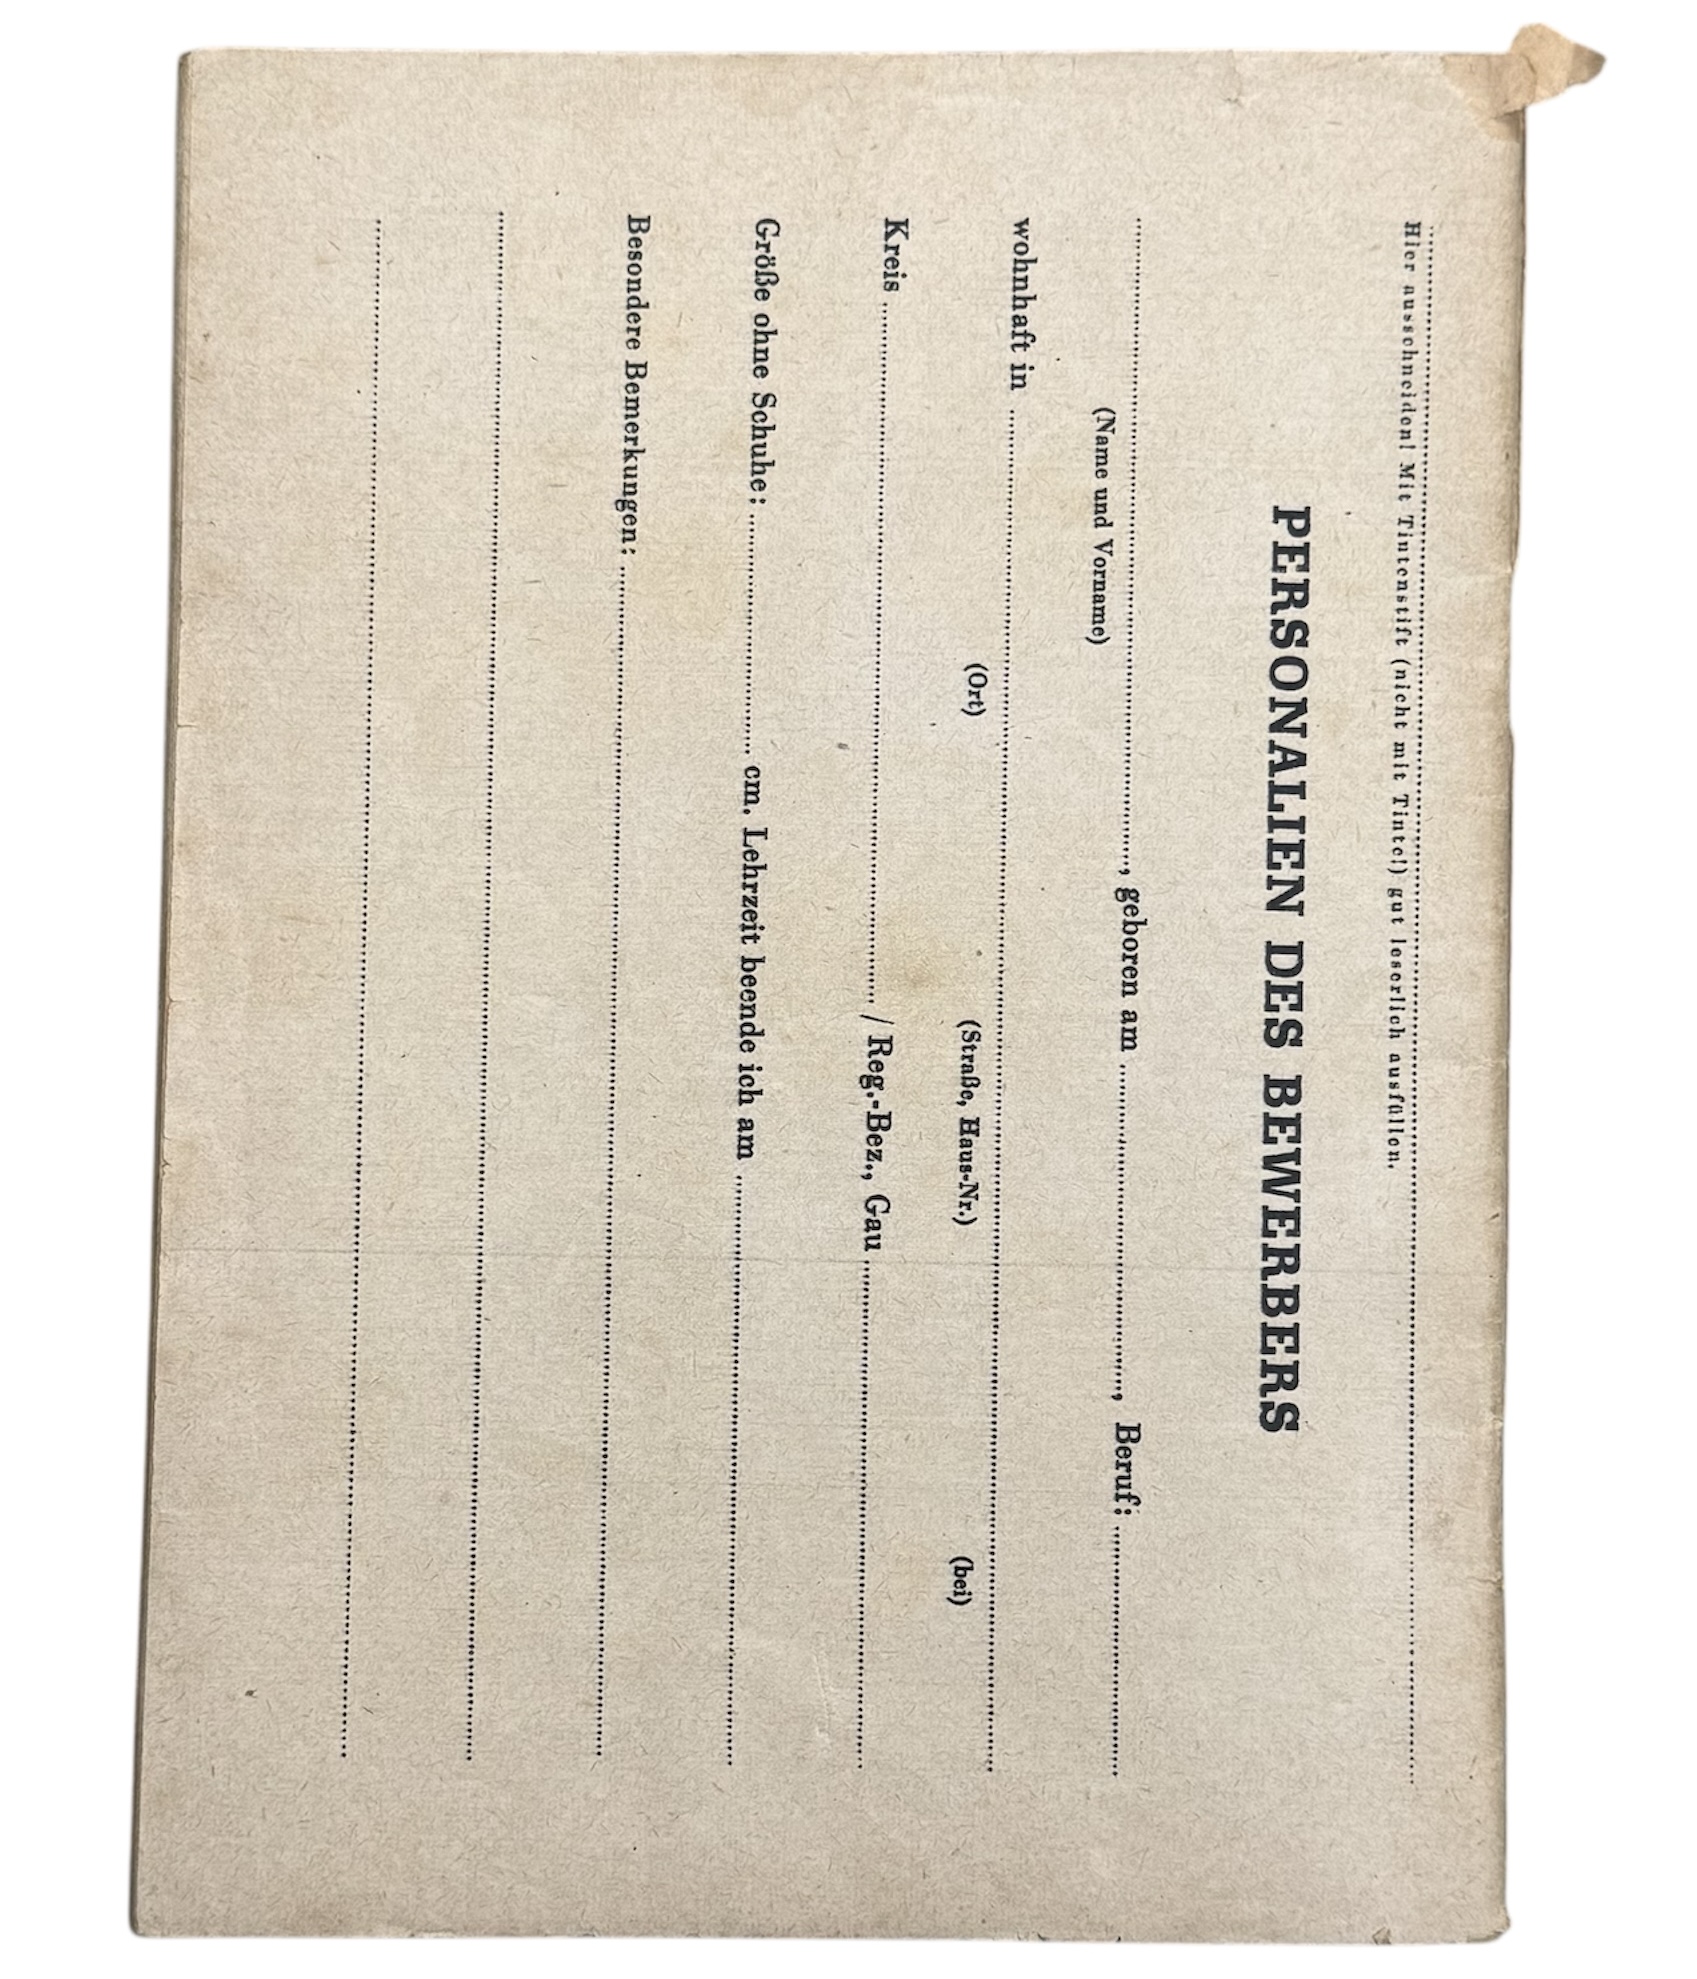 Hier ausschneiden! Mit Tintenstift (nicht mit Tinte!) gut leserlich ausfüllen.
PERSONALIEN DES BEWERBERS
, geboren am , Beruf:
(Name und Vorname)
wohnhaft in
(Ort) (Straße, Haus-Nr.) (bei)
Kreis / Reg.-Bez., Gau
Größe ohne Schuhe: cm. Lehrzeit beende ich am
Besondere Bemerkungen: